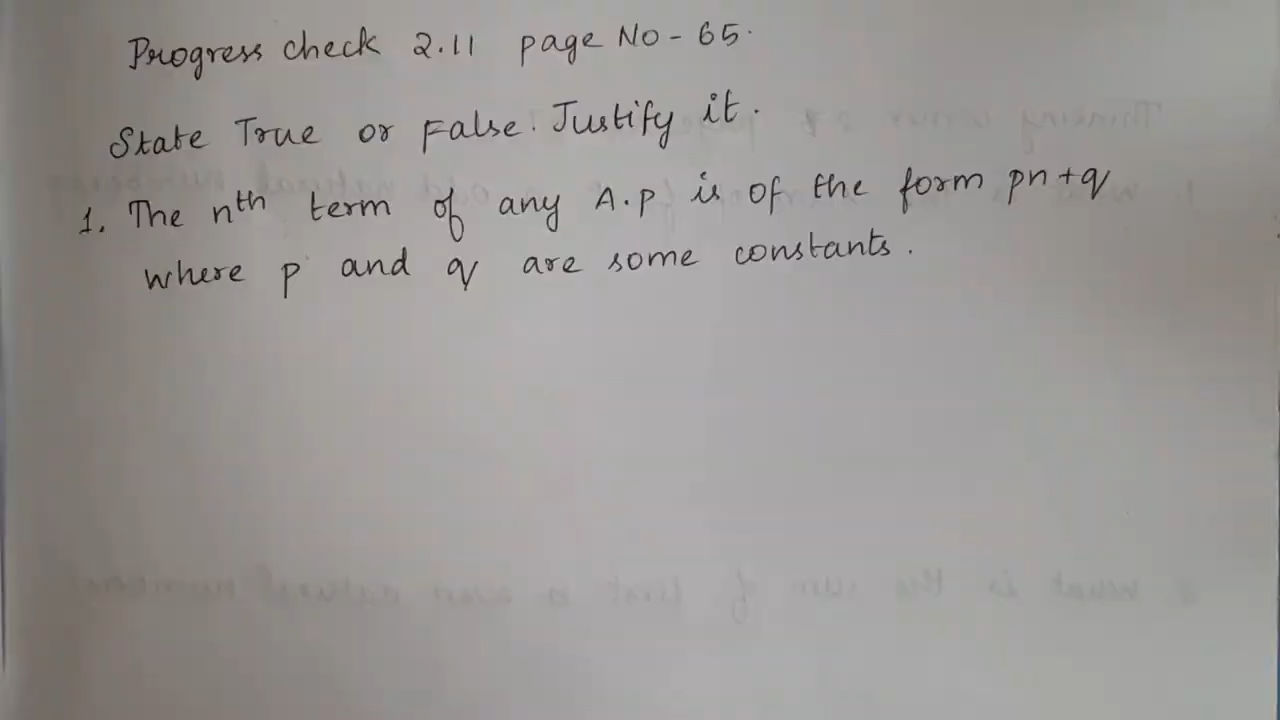 Progress check 2.11 page No - 65.
State True or False. Justify it.
1. The nth term of any A.P is of the form pn+q
where p and q are some constants.